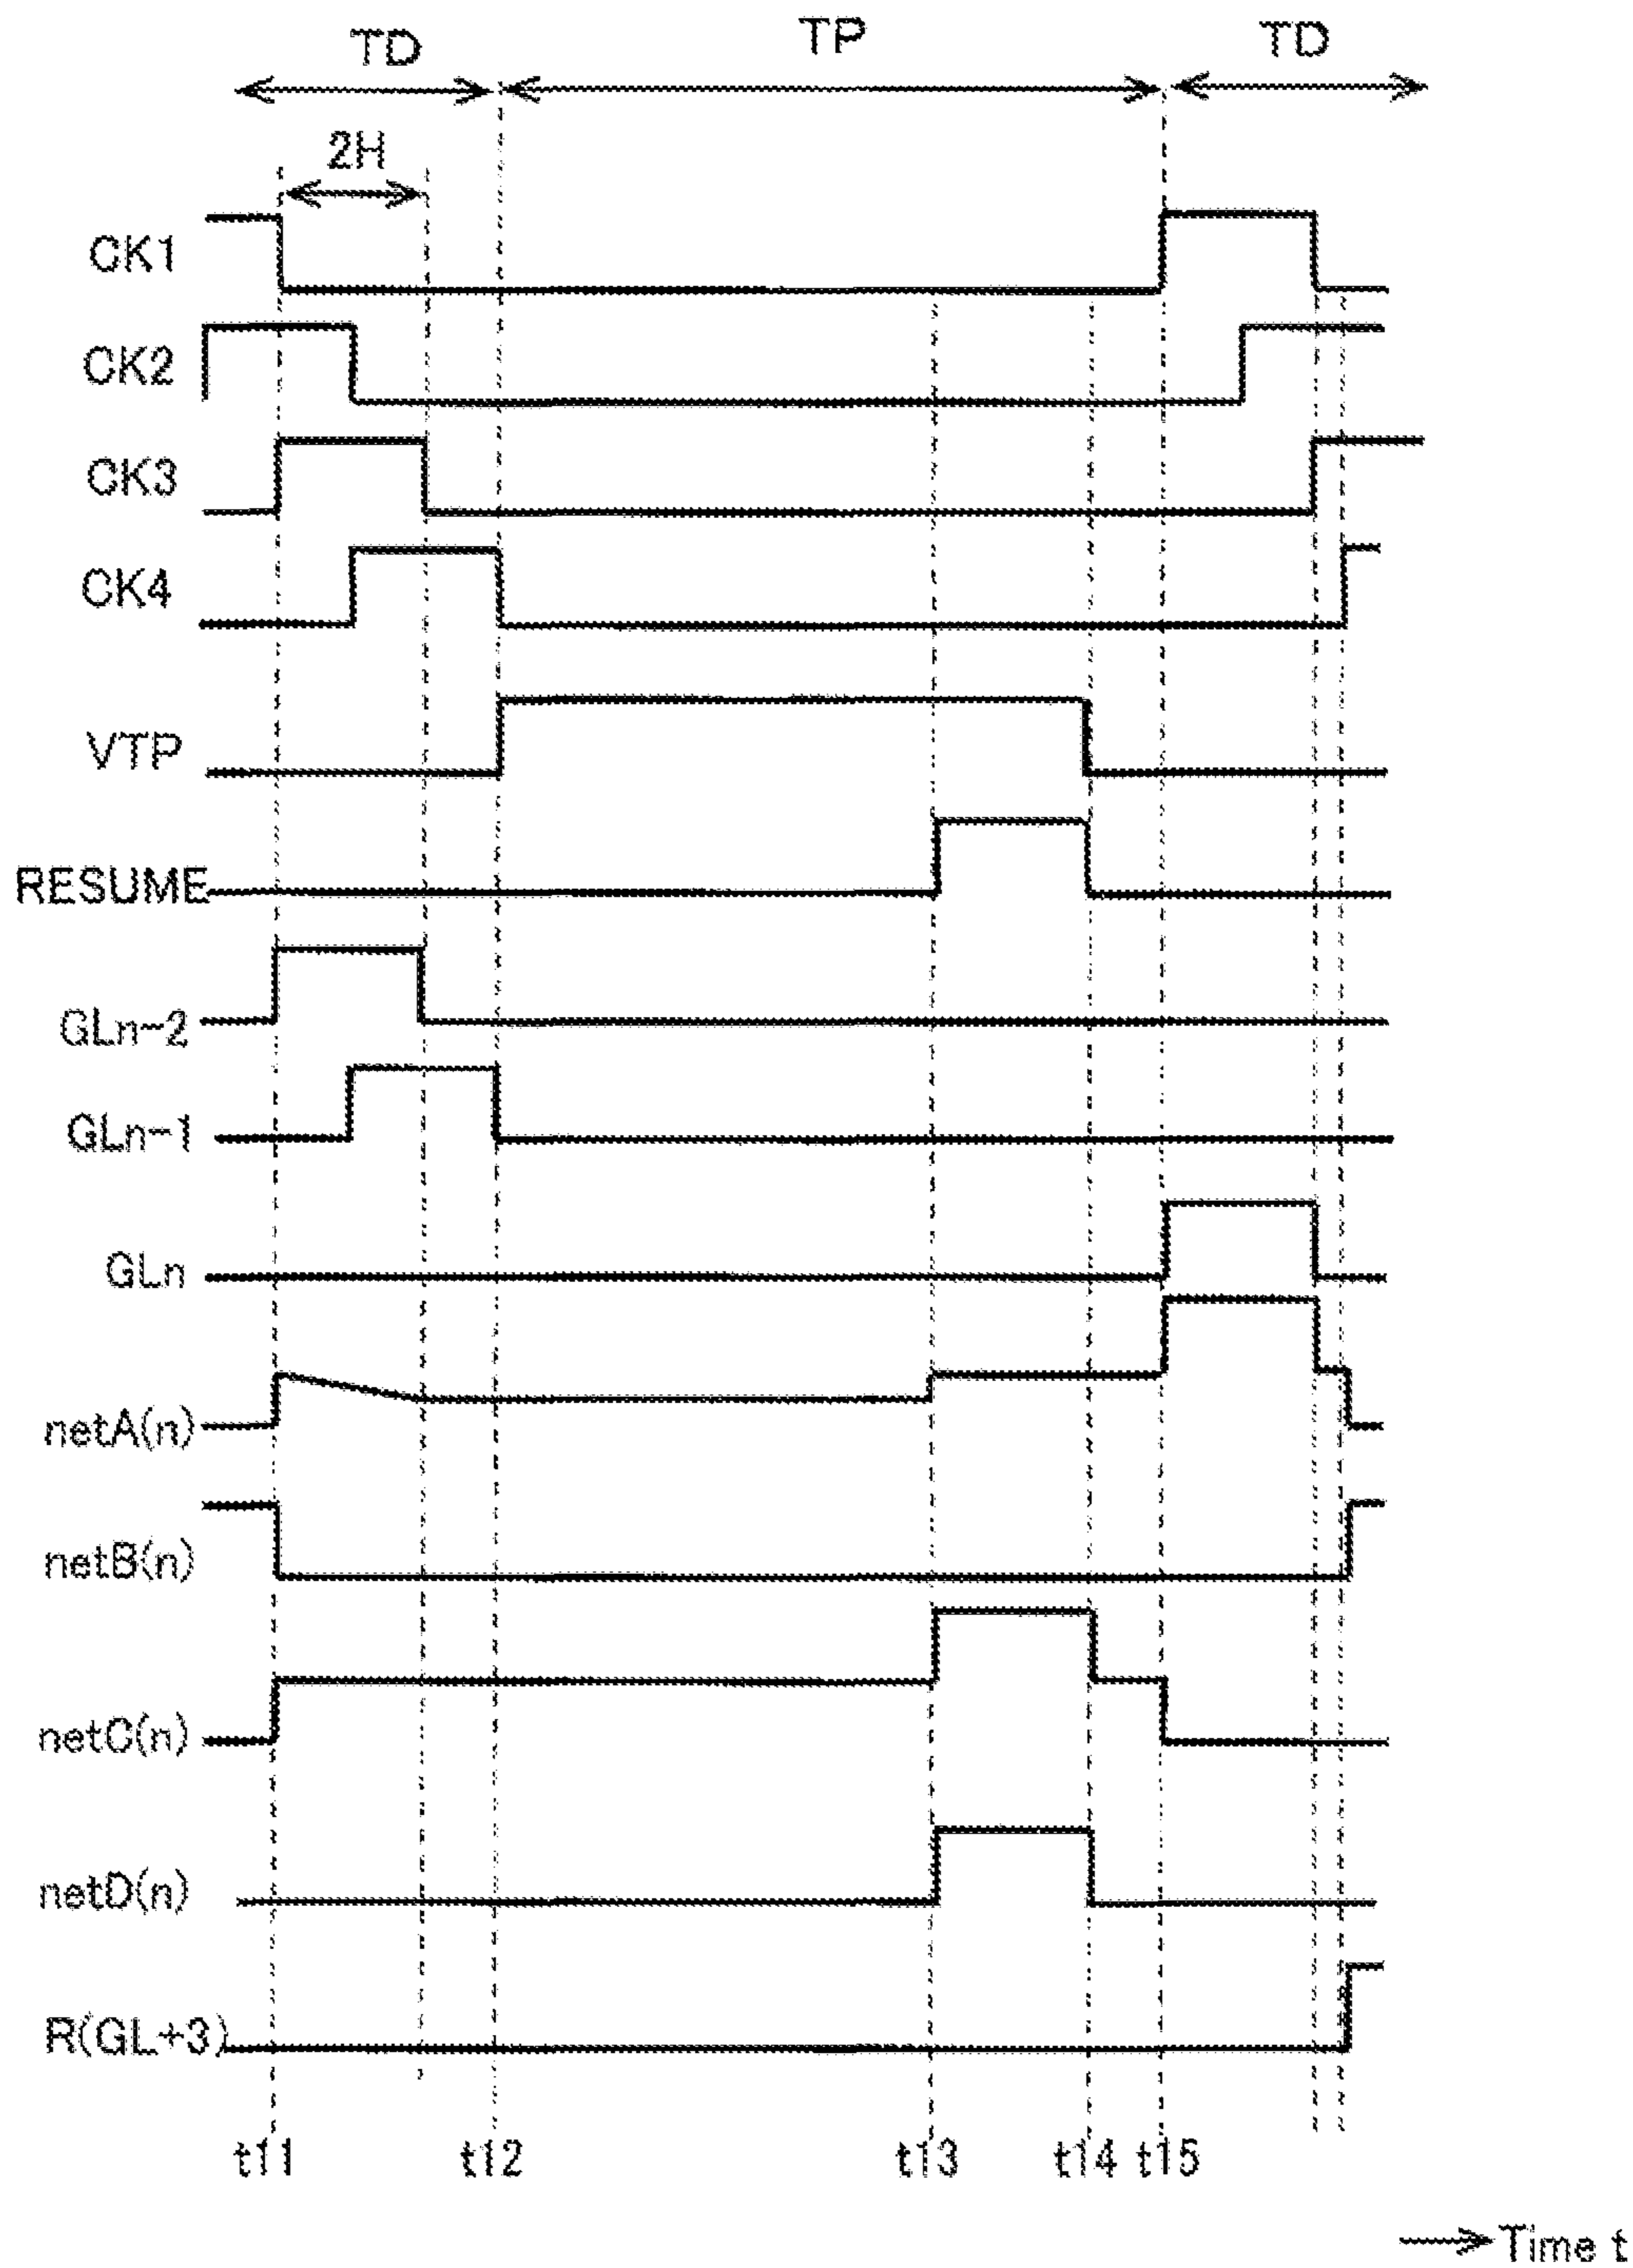 TD TP TD
2H
CK1
CK2
CK3
CK4
VTP
RESUME
GLn-2
GLn-1
GLn
netA(n)
netB(n)
netC(n)
netD(n)
R(GL+3)
t11 t12 t13 t14 t15
Time t